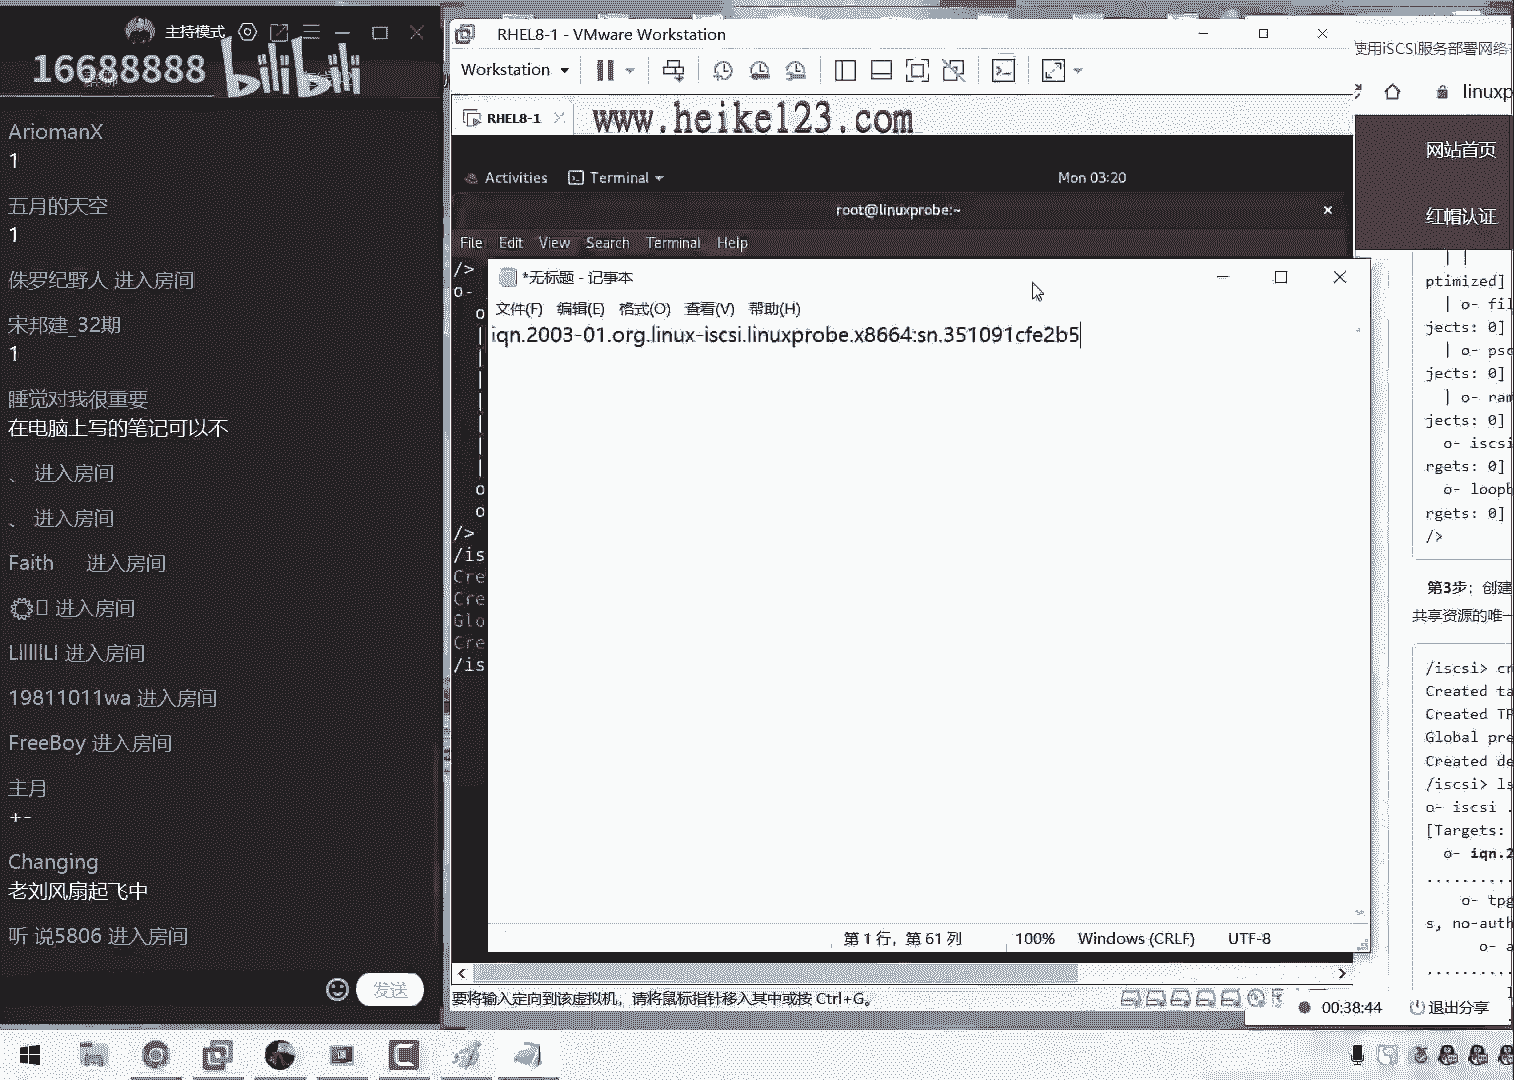 主持模式
16688888
bilibili
AriomanX
1
五月的天空
1
侏罗纪野人 进入房间
宋邦建_32期
1
睡觉对我很重要
在电脑上写的笔记可以不
、 进入房间
、 进入房间
Faith 进入房间
进入房间
LIIIIILI 进入房间
19811011wa 进入房间
FreeBoy 进入房间
主月
+-
Changing
老刘风扇起飞中
听 说5806 进入房间
发送
RHEL8-1 - VMware Workstation
Workstation
RHEL8-1
www.heike123.com
Activities
Terminal
Mon 03:20
root@linuxprobe:~
File Edit View Search Terminal Help
/>
o-
o
|
|
|
|
|
|
|
o
o
/>
/is
Cre
Cre
Glo
Cre
/is
*无标题 - 记事本
文件(F) 编辑(E) 格式(O) 查看(V) 帮助(H)
iqn.2003-01.org.linux-iscsi.linuxprobe.x8664:sn.351091cfe2b5
第 1 行，第 61 列
100%
Windows (CRLF)
UTF-8
要将输入定向到该虚拟机，请将鼠标指针移入其中或按 Ctrl+G。
使用iSCSI服务部署网络
linuxp
网站首页
红帽认证
| |
ptimized]
| o- fil
jects: 0]
| o- psc
jects: 0]
| o- ram
jects: 0]
o- iscsi
rgets: 0]
o- loopb
rgets: 0]
/>
第3步：创建
共享资源的唯一
/iscsi> cr
Created ta
Created TP
Global pre
Created de
/iscsi> ls
o- iscsi .
[Targets:
o- iqn.2
..........
o- tpg
s, no-auth
o- a
..........
00:38:44
退出分享